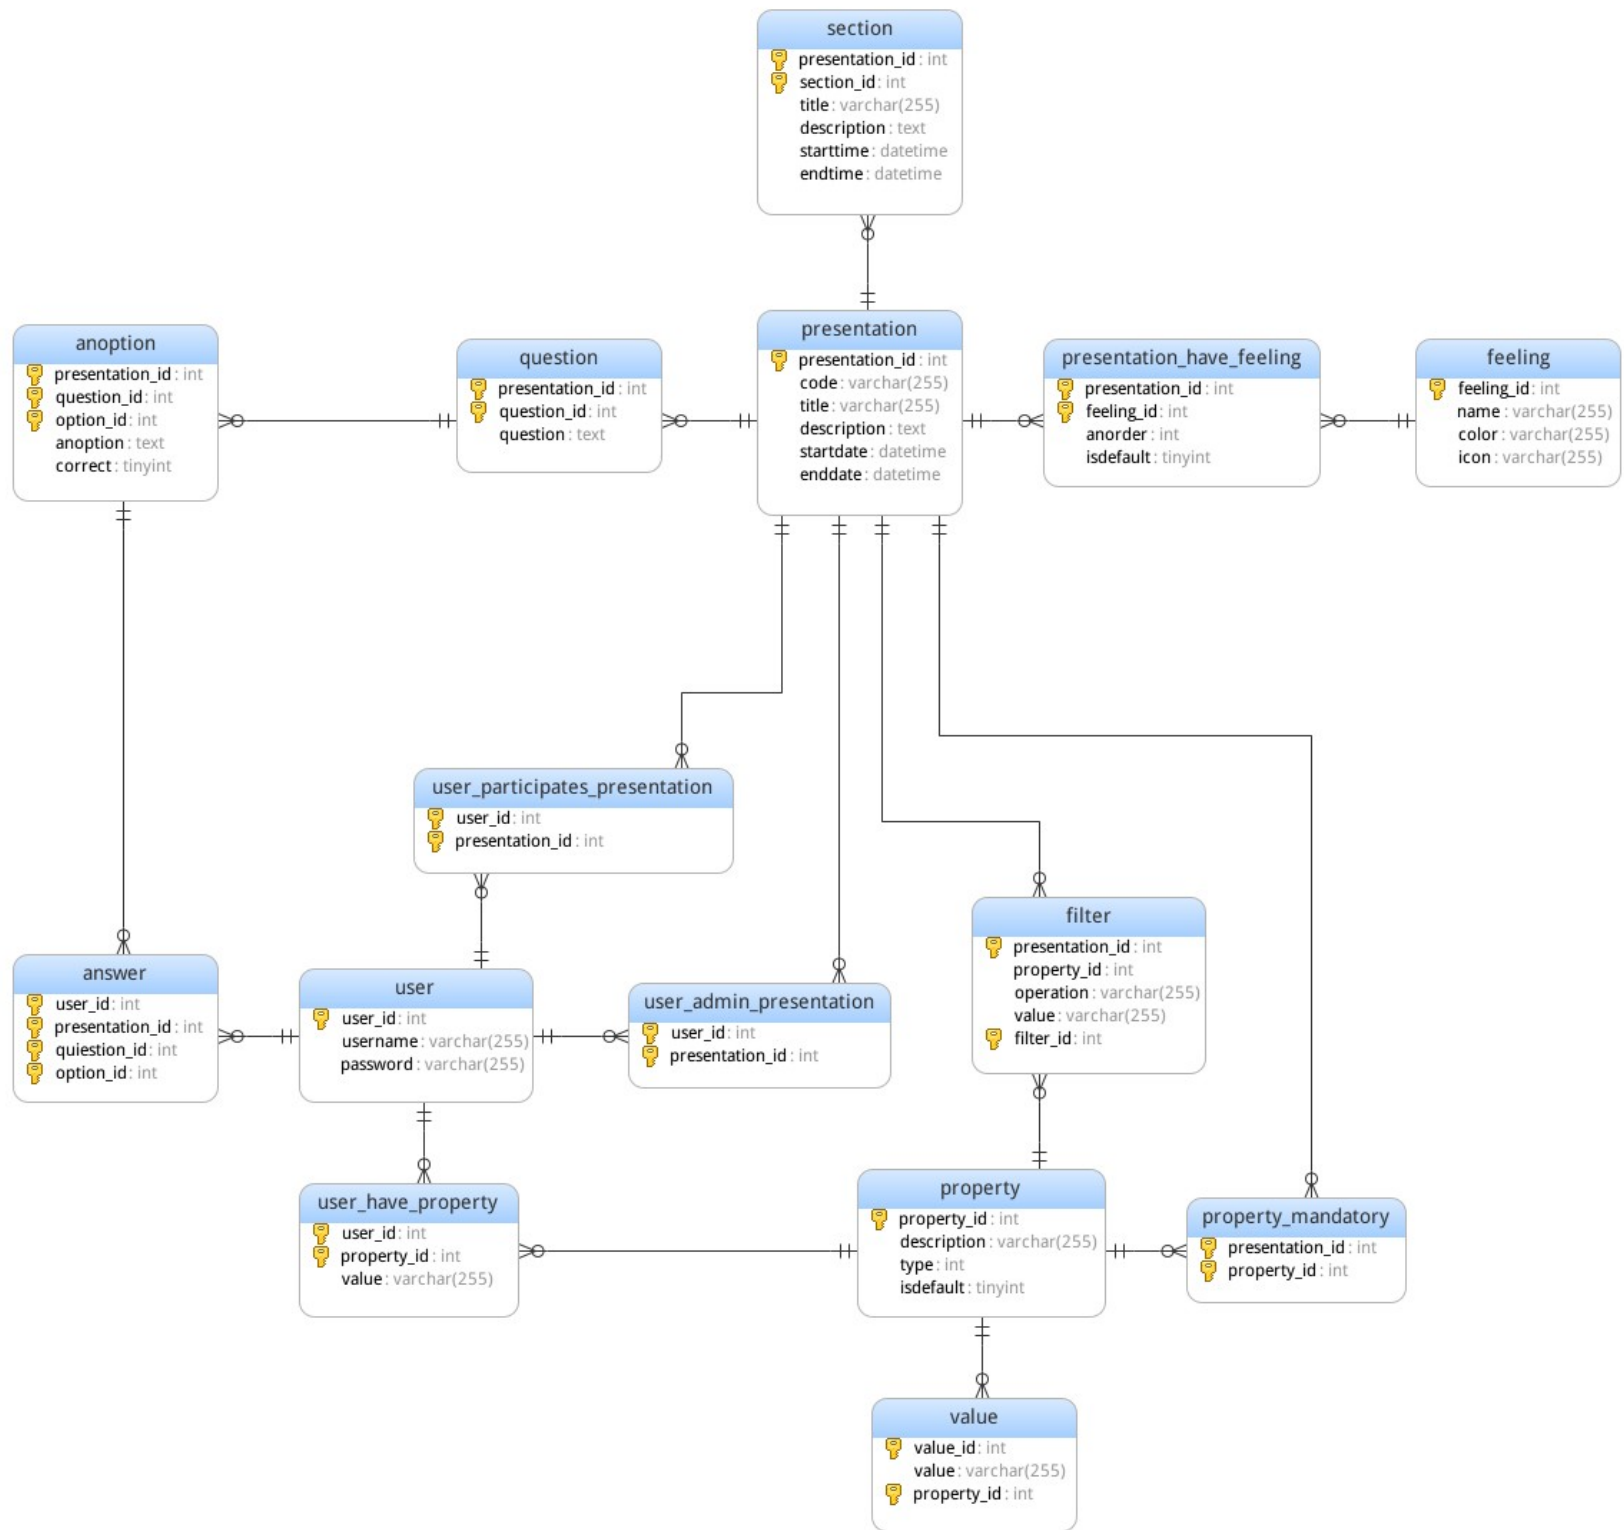 section
presentation_id : int
section_id : int
title : varchar(255)
description : text
starttime : datetime
endtime : datetime
anoption
presentation_id : int
question_id : int
option_id : int
anoption : text
correct : tinyint
question
presentation_id : int
question_id : int
question : text
presentation
presentation_id : int
code : varchar(255)
title : varchar(255)
description : text
startdate : datetime
enddate : datetime
presentation_have_feeling
presentation_id : int
feeling_id : int
anorder : int
isdefault : tinyint
feeling
feeling_id : int
name : varchar(255)
color : varchar(255)
icon : varchar(255)
user_participates_presentation
user_id : int
presentation_id : int
filter
presentation_id : int
property_id : int
operation : varchar(255)
value : varchar(255)
filter_id : int
answer
user_id : int
presentation_id : int
quiestion_id : int
option_id : int
user
user_id : int
username : varchar(255)
password : varchar(255)
user_admin_presentation
user_id : int
presentation_id : int
user_have_property
user_id : int
property_id : int
value : varchar(255)
property
property_id : int
description : varchar(255)
type : int
isdefault : tinyint
property_mandatory
presentation_id : int
property_id : int
value
value_id : int
value : varchar(255)
property_id : int